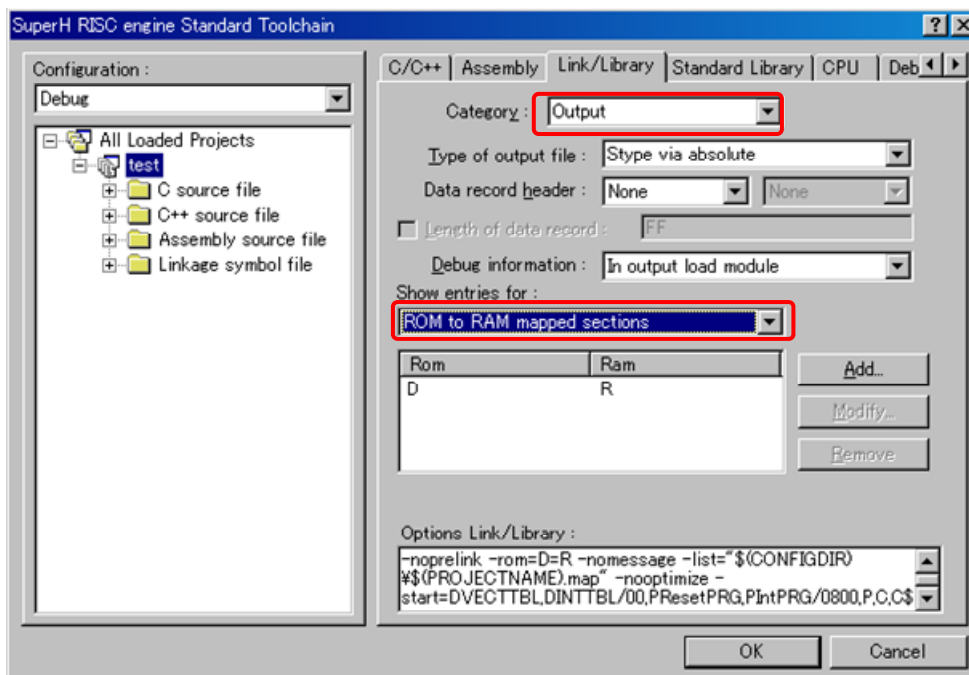 SuperH RISC engine Standard Toolchain
Configuration :
Debug
All Loaded Projects
test
C source file
C++ source file
Assembly source file
Linkage symbol file
C/C++ Assembly Link/Library Standard Library CPU Deb
Category : Output
Type of output file : Stype via absolute
Data record header : None None
Length of data record : FF
Debug information : In output load module
Show entries for :
ROM to RAM mapped sections
Rom Ram
D R
Add...
Modify...
Remove
Options Link/Library :
-noprelink -rom=D=R -nomessage -list="$(CONFIGDIR)
¥$(PROJECTNAME).map" -nooptimize -
start=DVECTTBL,DINTTBL/00,PResetPRG,PIntPRG/0800,P,C,C$
OK Cancel